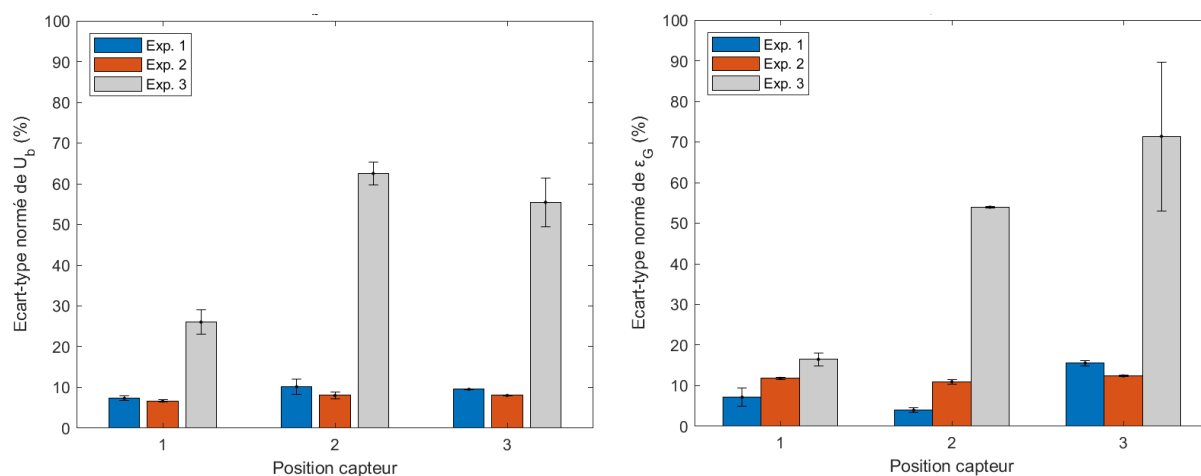 100
90
80
70
60
50
40
30
20
10
0
Ecart-type normé de U_b (%)
Exp. 1
Exp. 2
Exp. 3
1 2 3
Position capteur
100
90
80
70
60
50
40
30
20
10
0
Ecart-type normé de ε_G (%)
Exp. 1
Exp. 2
Exp. 3
1 2 3
Position capteur